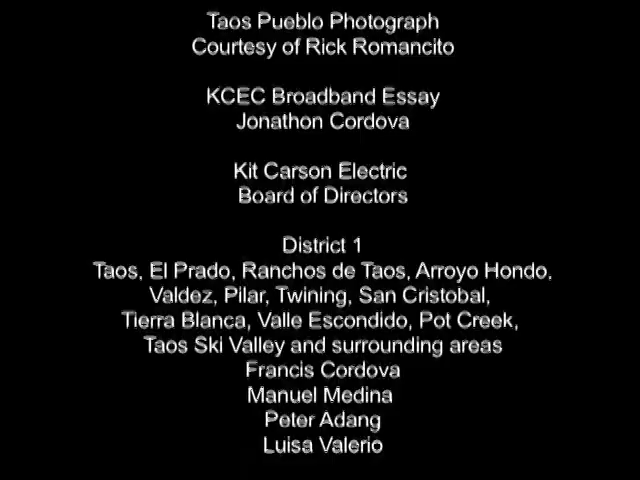 Taos Pueblo Photograph
Courtesy of Rick Romancito
KCEC Broadband Essay
Jonathon Cordova
Kit Carson Electric
Board of Directors
District 1
Taos, El Prado, Ranchos de Taos, Arroyo Hondo,
Valdez, Pilar, Twining, San Cristobal,
Tierra Blanca, Valle Escondido, Pot Creek,
Taos Ski Valley and surrounding areas
Francis Cordova
Manuel Medina
Peter Adang
Luisa Valerio